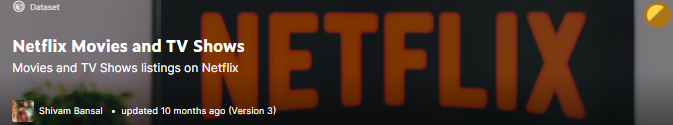 Dataset
Netflix Movies and TV Shows
Movies and TV Shows listings on Netflix
Shivam Bansal • updated 10 months ago (Version 3)
NETFLIX